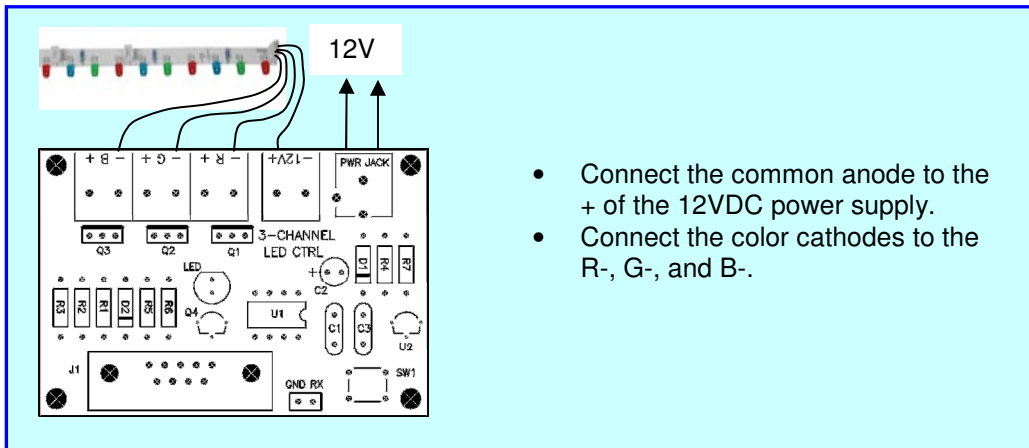 12V
+ B -
+ G -
+ R -
+12V-
PWR JACK
Q3
Q2
Q1
3-CHANNEL
LED CTRL
LED
+
C2
D1
R4
R7
R3
R2
R1
D2
R5
R6
Q4
U1
C1
C3
U2
J1
GND RX
SW1
• Connect the common anode to the
+ of the 12VDC power supply.
• Connect the color cathodes to the
R-, G-, and B-.